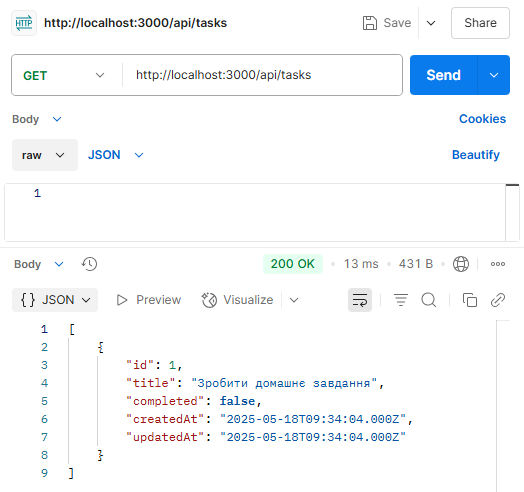 HTTP http://localhost:3000/api/tasks Save Share
GET http://localhost:3000/api/tasks Send
Body Cookies
raw JSON Beautify
1
Body 200 OK • 13 ms • 431 B
{} JSON Preview Visualize
1 [
2 {
3 "id": 1,
4 "title": "Зробити домашнє завдання",
5 "completed": false,
6 "createdAt": "2025-05-18T09:34:04.000Z",
7 "updatedAt": "2025-05-18T09:34:04.000Z"
8 }
9 ]